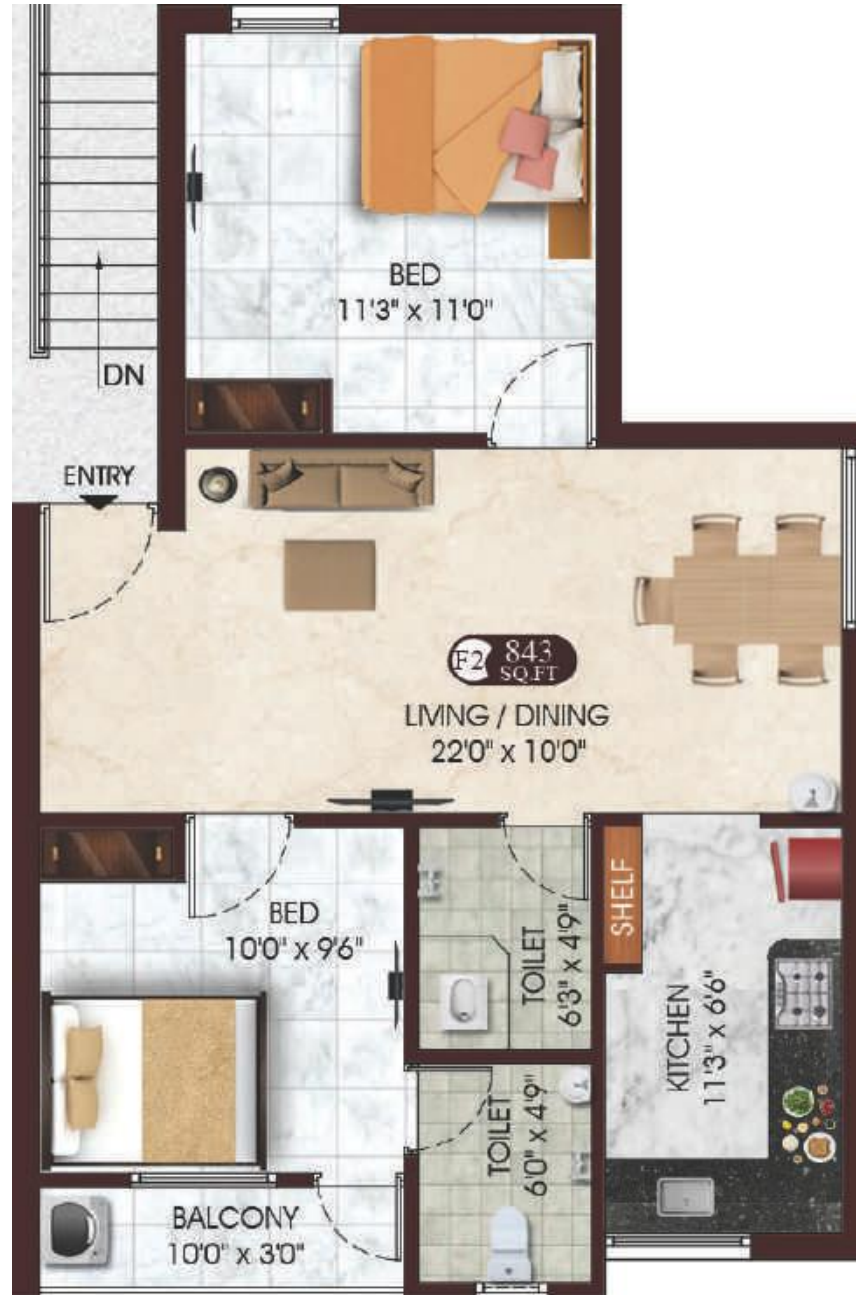 BED
11'3" x 11'0"
DN
ENTRY
F2 843
SQ.FT
LIVING / DINING
22'0" x 10'0"
BED
10'0" x 9'6"
TOILET
6'3" x 4'9"
SHELF
KITCHEN
11'3" x 6'6"
TOILET
6'0" x 4'9"
BALCONY
10'0" x 3'0"